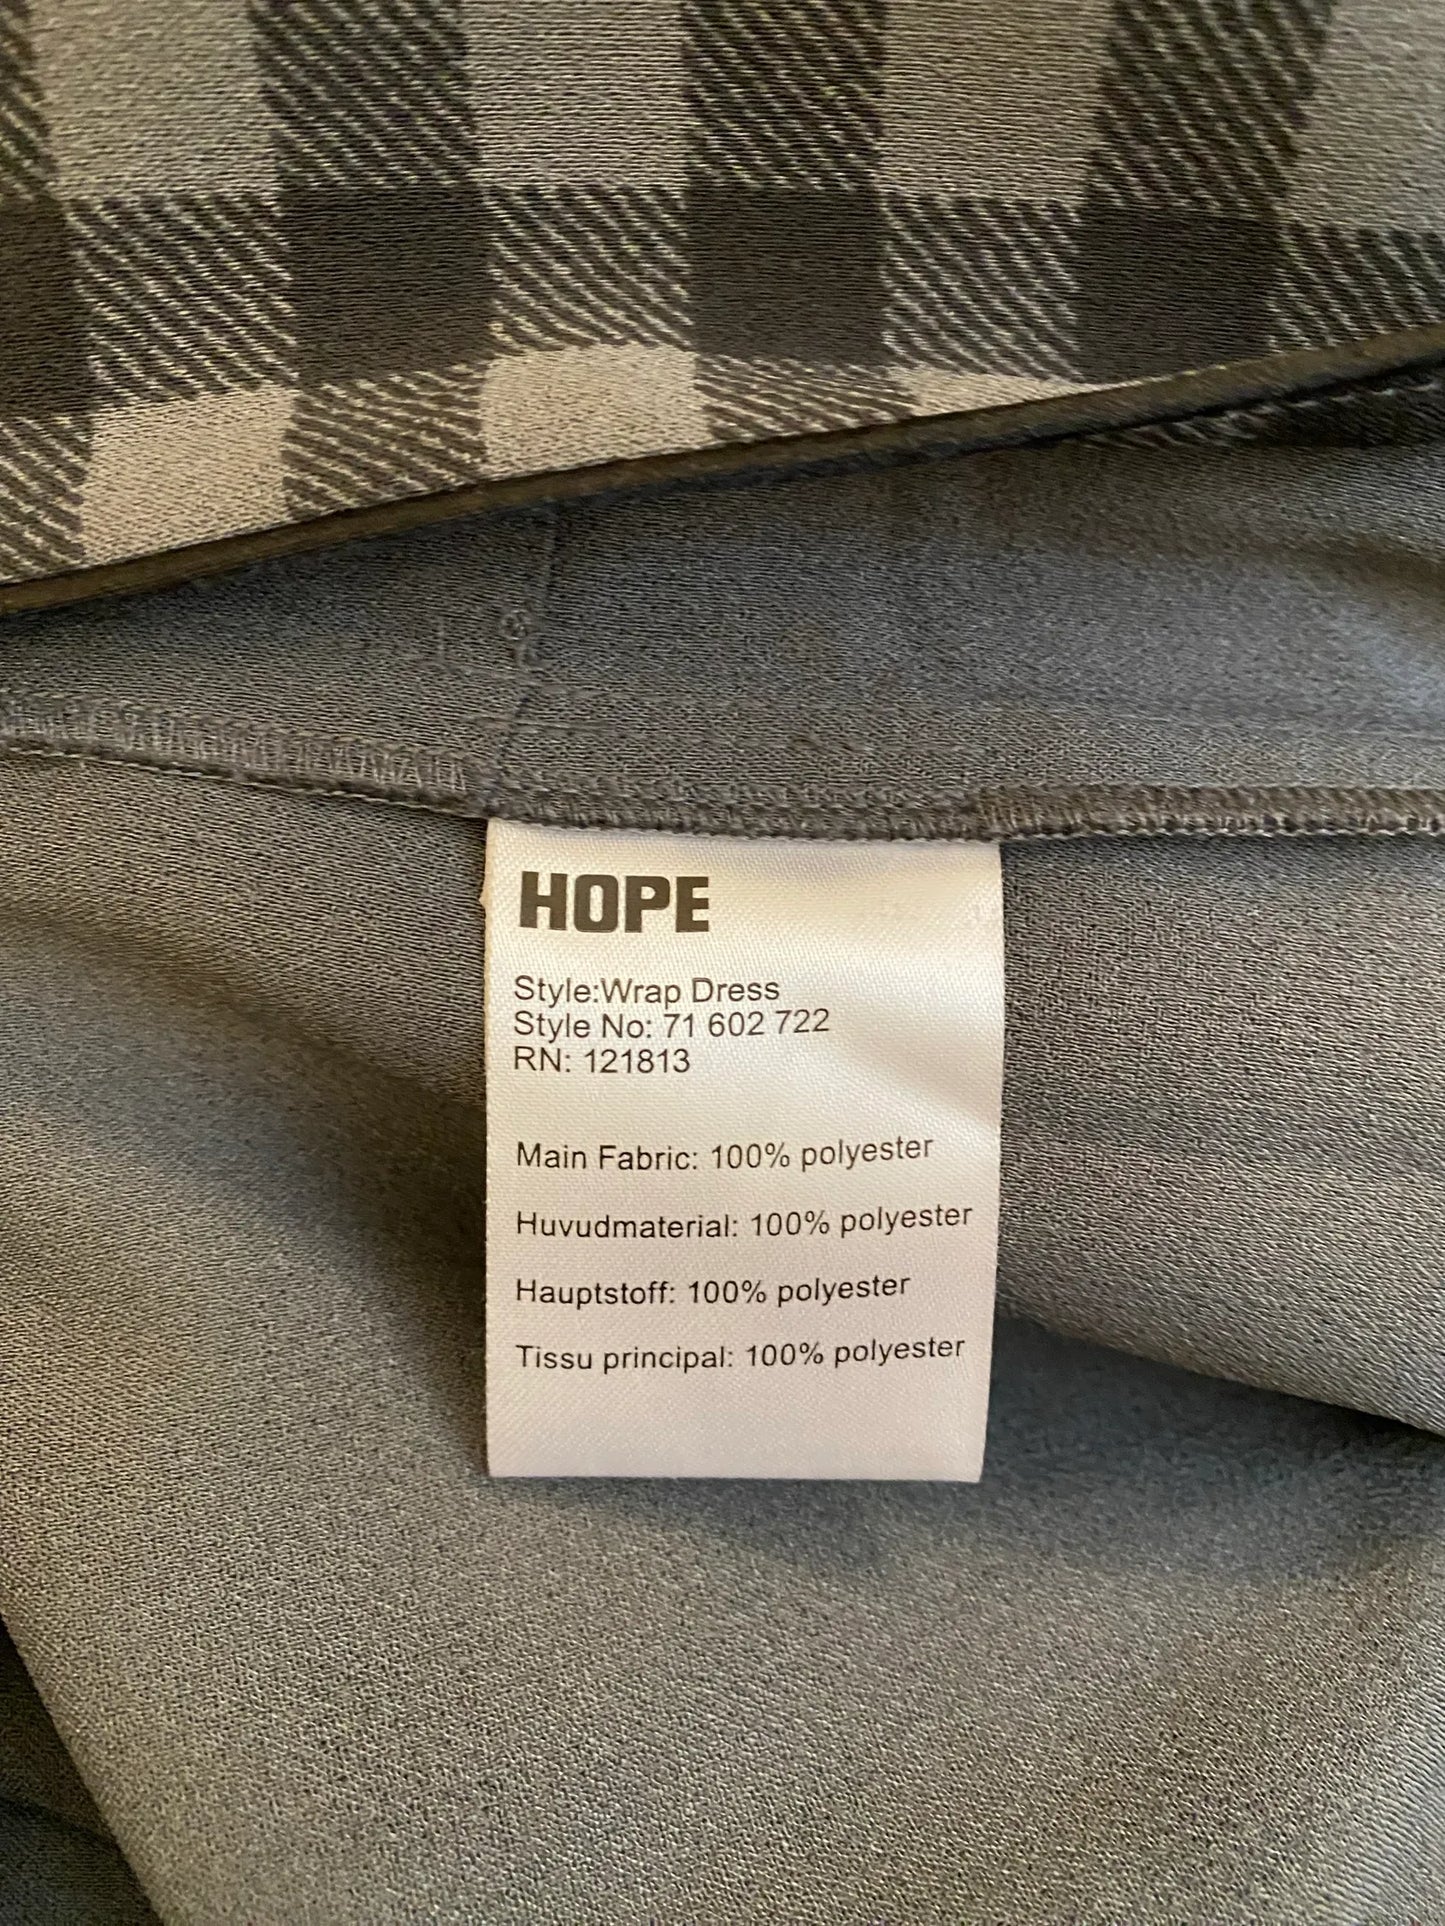 HOPE
Style:Wrap Dress
Style No: 71 602 722
RN: 121813
Main Fabric: 100% polyester
Huvudmaterial: 100% polyester
Hauptstoff: 100% polyester
Tissu principal: 100% polyester